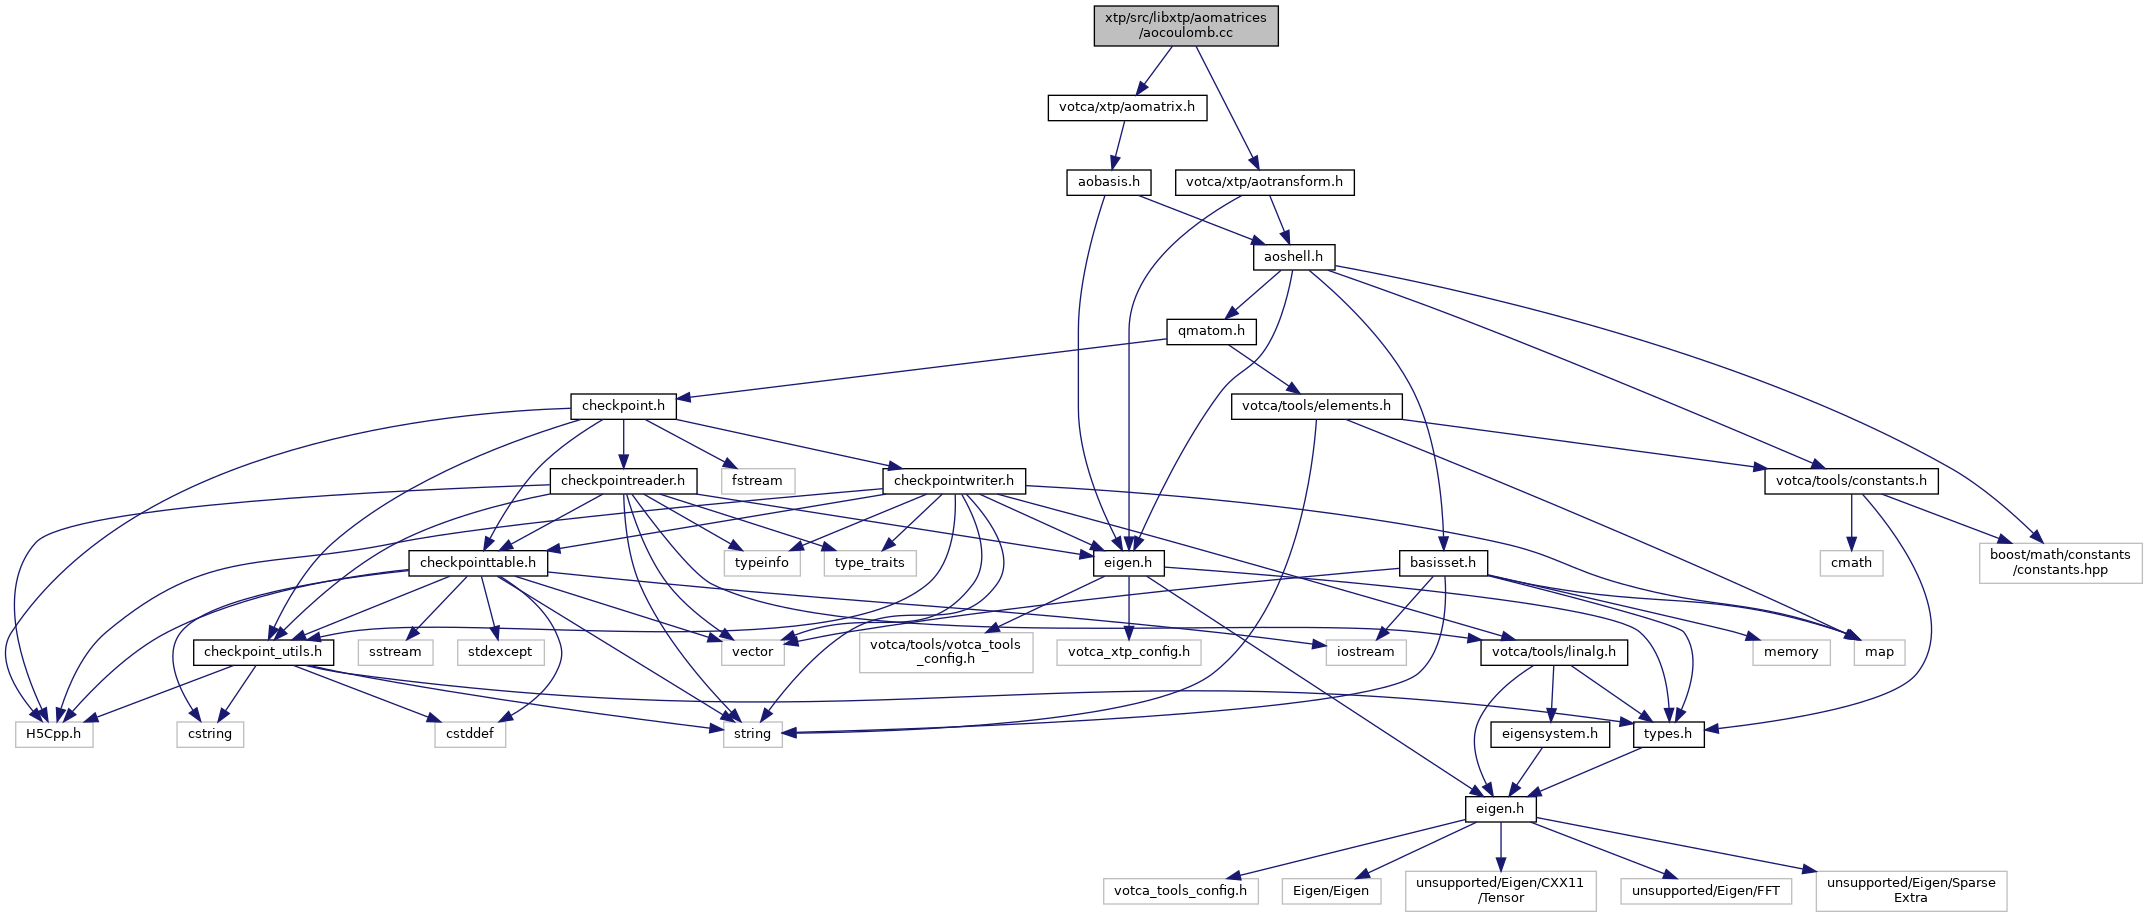 xtp/src/libxtp/aomatrices
/aocoulomb.cc
votca/xtp/aomatrix.h
aobasis.h
votca/xtp/aotransform.h
aoshell.h
qmatom.h
checkpoint.h
votca/tools/elements.h
checkpointreader.h
fstream
checkpointwriter.h
votca/tools/constants.h
checkpointtable.h
typeinfo
type_traits
eigen.h
basisset.h
cmath
boost/math/constants
/constants.hpp
checkpoint_utils.h
sstream
stdexcept
vector
votca/tools/votca_tools
_config.h
votca_xtp_config.h
iostream
votca/tools/linalg.h
memory
map
H5Cpp.h
cstring
cstddef
string
eigensystem.h
types.h
eigen.h
votca_tools_config.h
Eigen/Eigen
unsupported/Eigen/CXX11
/Tensor
unsupported/Eigen/FFT
unsupported/Eigen/Sparse
Extra